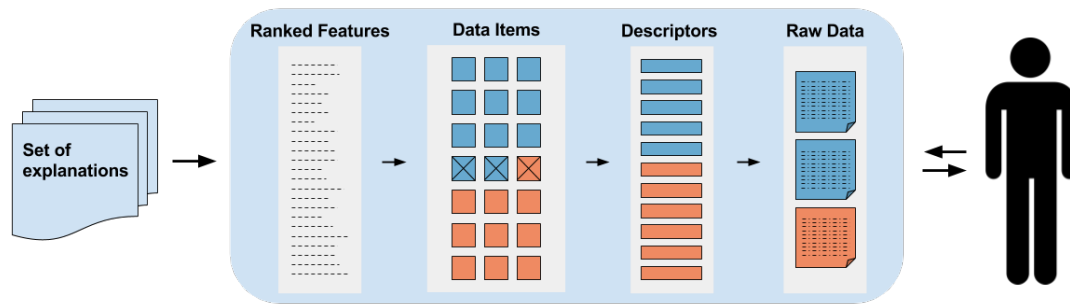 Ranked Features
Data Items
Descriptors
Raw Data
Set of
explanations